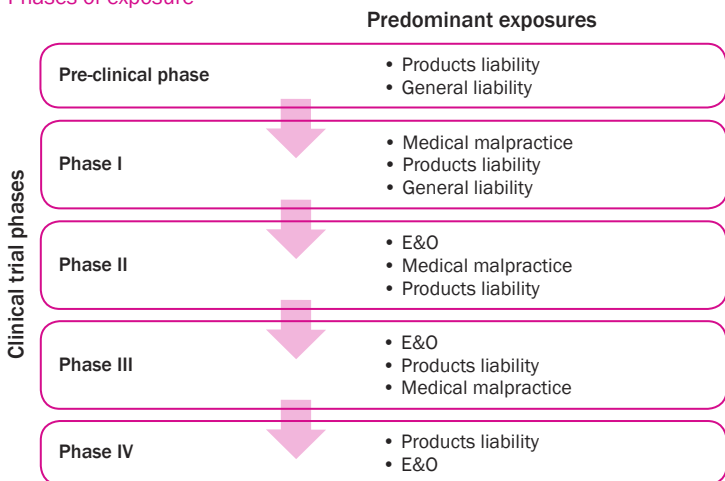 Phases of exposure
Predominant exposures
Clinical trial phases
Pre-clinical phase
• Products liability
• General liability
Phase I
• Medical malpractice
• Products liability
• General liability
Phase II
• E&O
• Medical malpractice
• Products liability
Phase III
• E&O
• Products liability
• Medical malpractice
Phase IV
• Products liability
• E&O